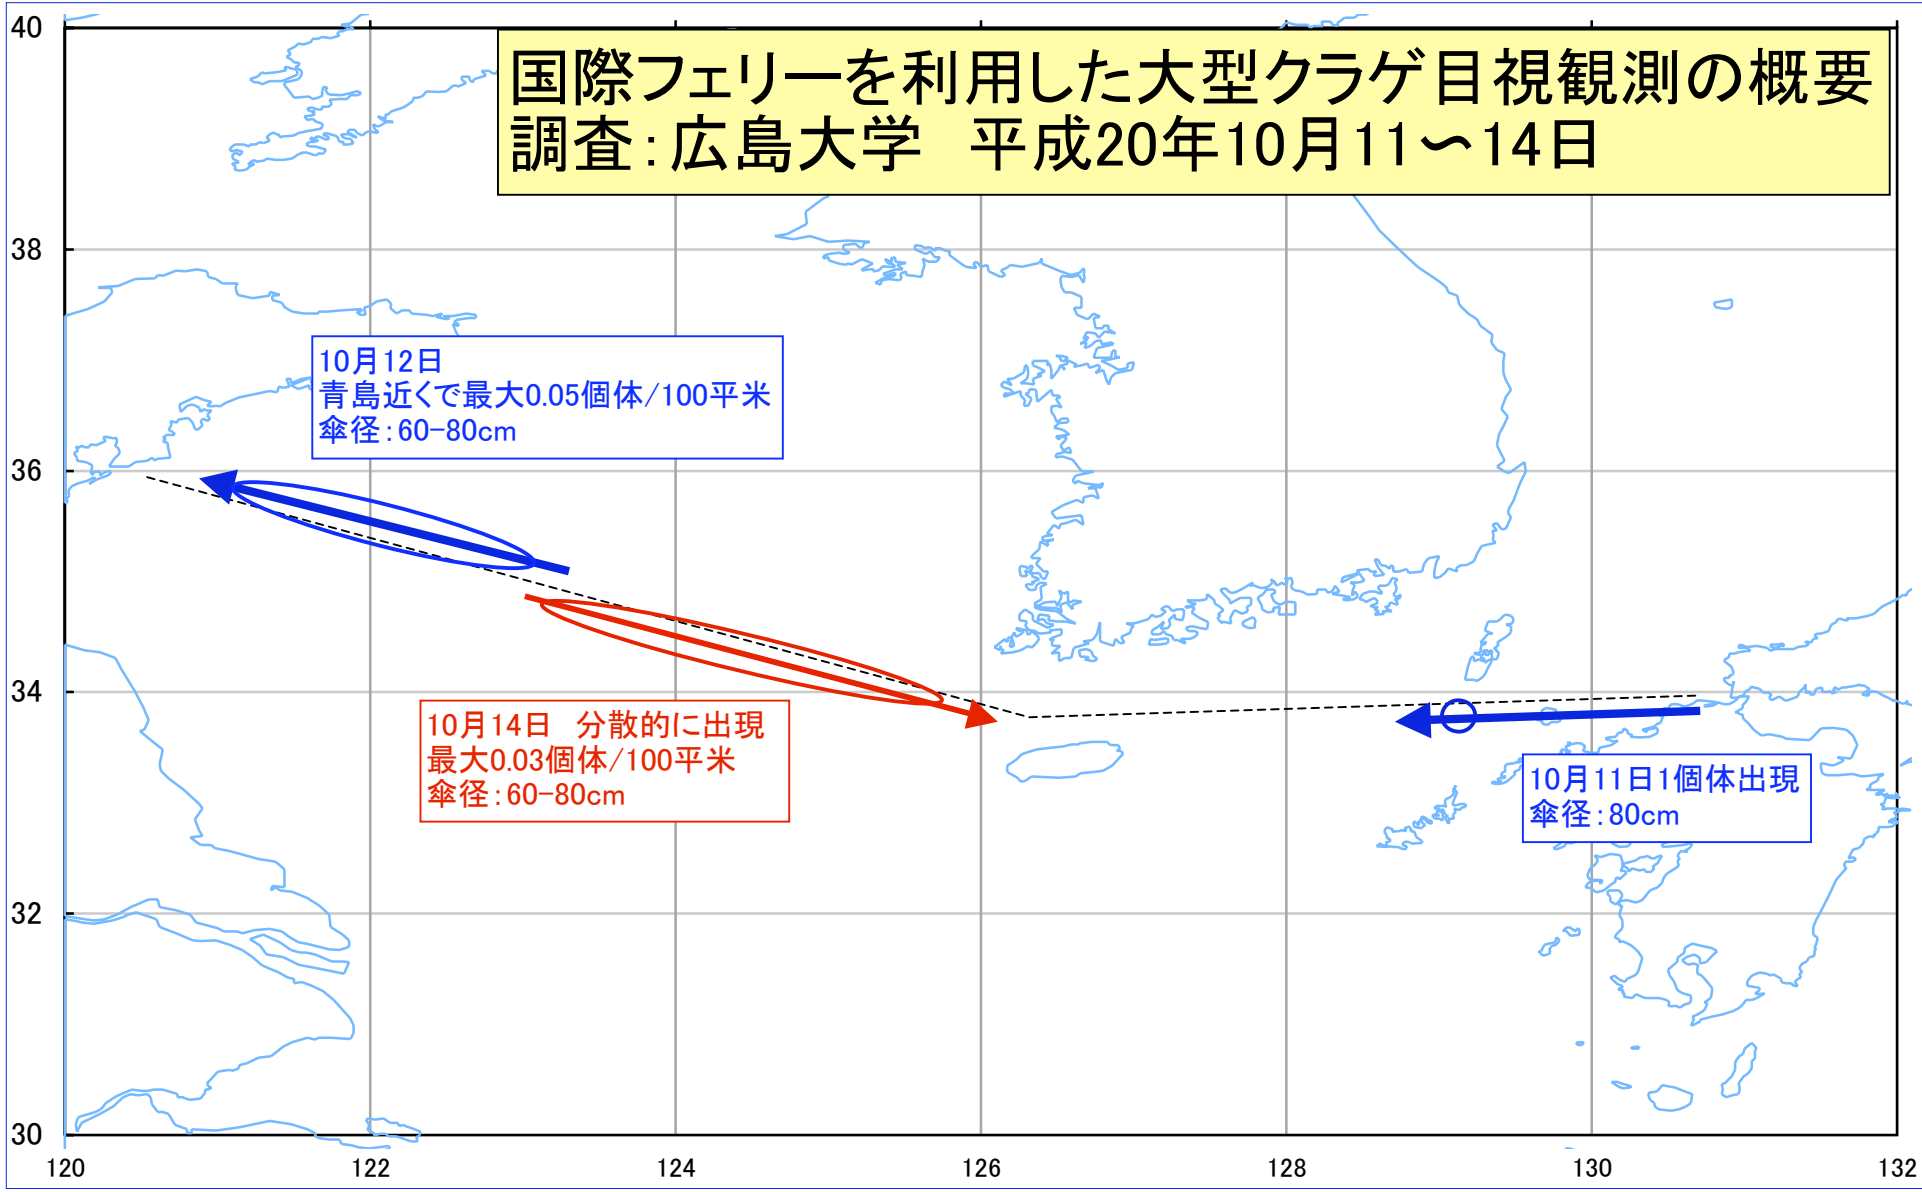 国際フェリーを利用した大型クラゲ目視観測の概要
調査:広島大学　平成20年10月11〜14日
40
38
36
34
32
30
10月12日
青島近くで最大0.05個体/100平米
傘径:60-80cm
10月14日　分散的に出現
最大0.03個体/100平米
傘径:60-80cm
10月11日1個体出現
傘径:80cm
120
122
124
126
128
130
132